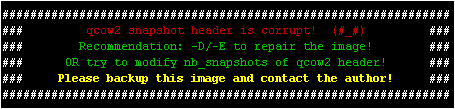 ##############################################################
### qcow2 snapshot header is corrupt! (#_#) ###
### Recommendation: -D/-E to repair the image! ###
### OR try to modify nb_snapshots of qcow2 header! ###
### Please backup this image and contact the author! ###
##############################################################